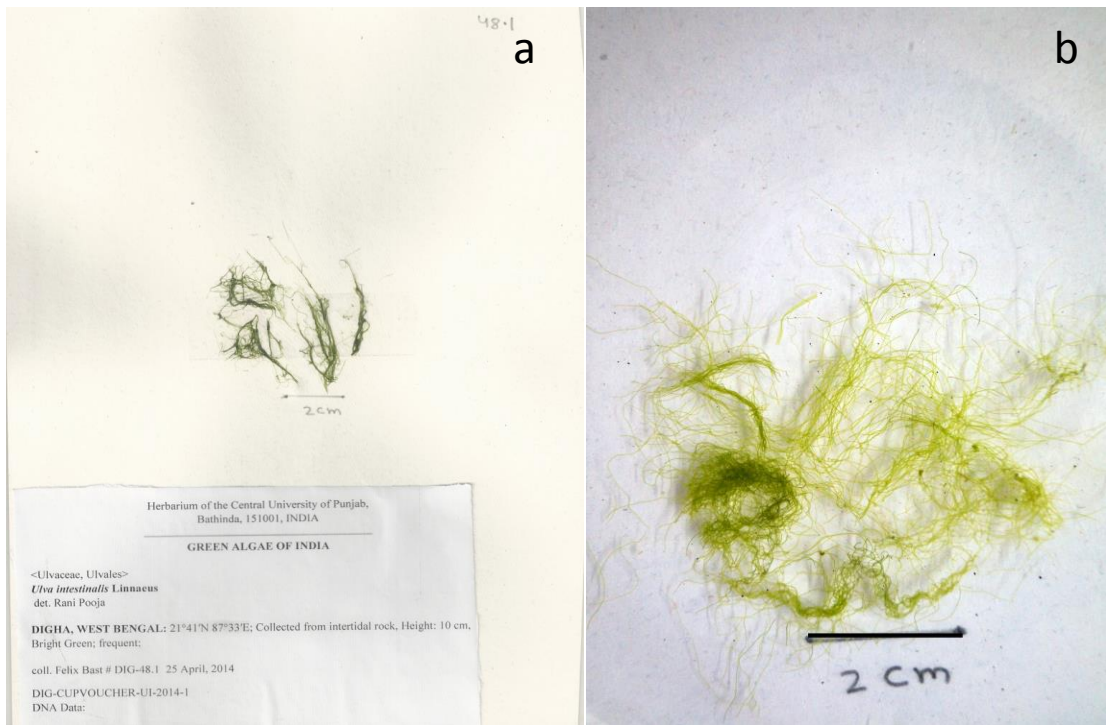 48.1
a
2 cm
Herbarium of the Central University of Punjab,
Bathinda, 151001, INDIA
GREEN ALGAE OF INDIA
<Ulvaceae, Ulvales>
Ulva intestinalis Linnaeus
det. Rani Pooja
DIGHA, WEST BENGAL: 21°41'N 87°33'E; Collected from intertidal rock, Height: 10 cm,
Bright Green; frequent:
coll. Felix Bast # DIG-48.1 25 April, 2014
DIG-CUPVOUCHER-UI-2014-1
DNA Data:
b
2 cm